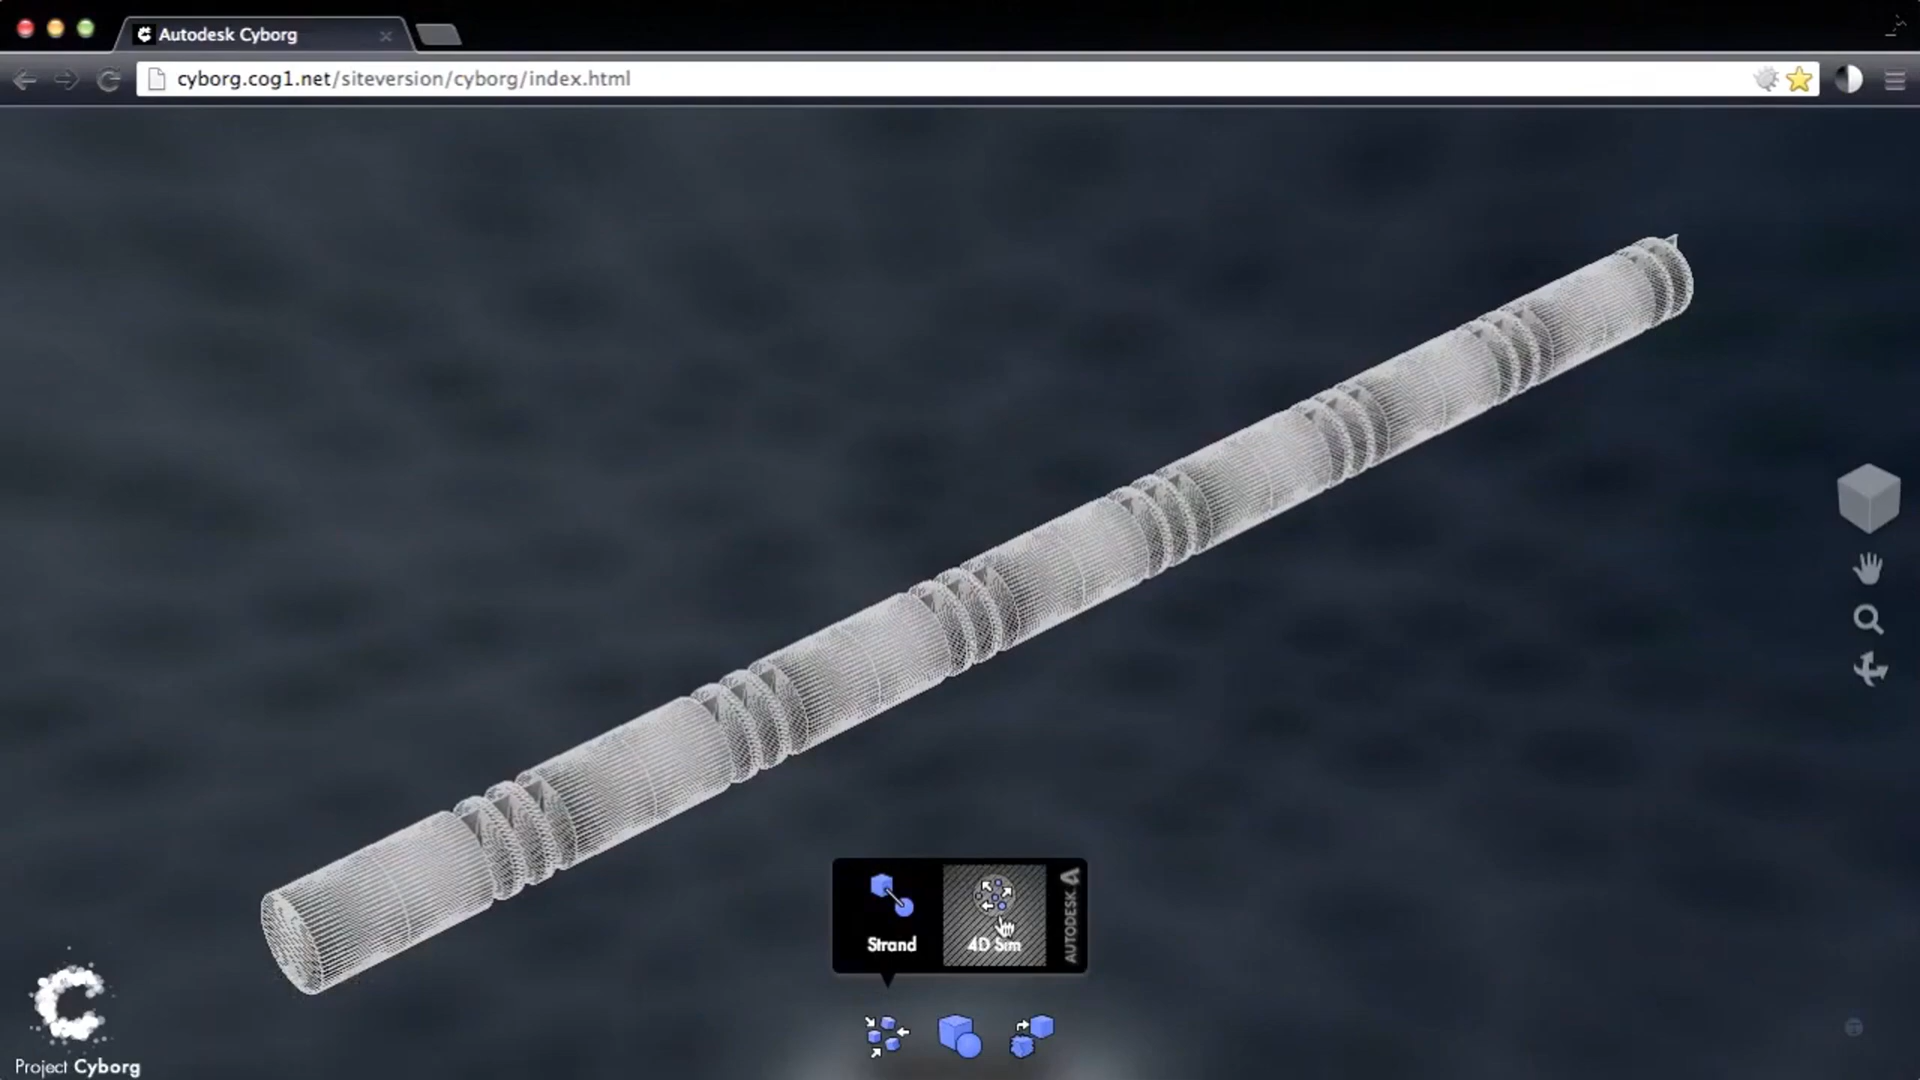 Autodesk Cyborg
cyborg.cog1.net/siteversion/cyborg/index.html
Strand
4D Sim
AUTODESK
Project Cyborg